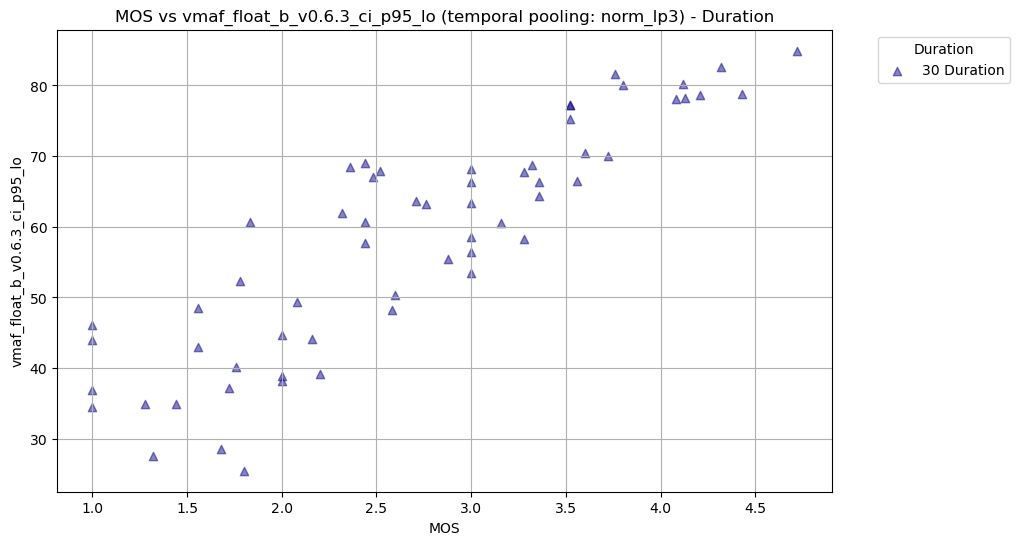 MOS vs vmaf_float_b_v0.6.3_ci_p95_lo (temporal pooling: norm_lp3) - Duration
Duration
30 Duration
vmaf_float_b_v0.6.3_ci_p95_lo
80
70
60
50
40
30
1.0 1.5 2.0 2.5 3.0 3.5 4.0 4.5
MOS